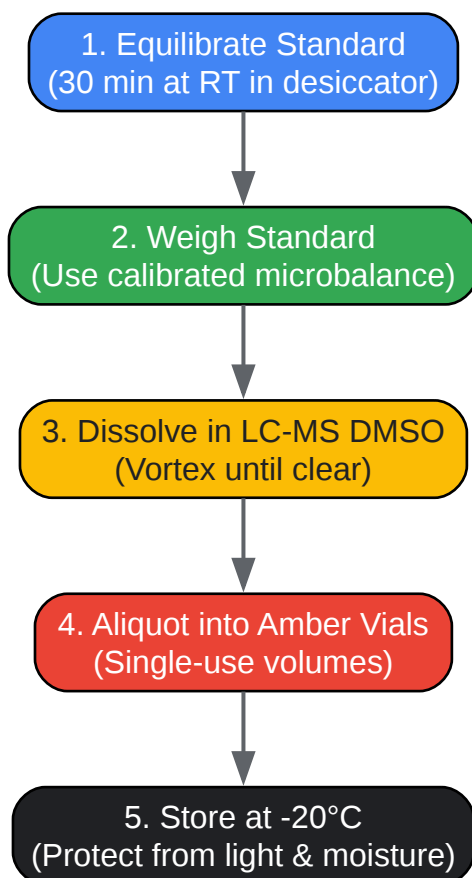 1. Equilibrate Standard
(30 min at RT in desiccator)
2. Weigh Standard
(Use calibrated microbalance)
3. Dissolve in LC-MS DMSO
(Vortex until clear)
4. Aliquot into Amber Vials
(Single-use volumes)
5. Store at -20°C
(Protect from light & moisture)